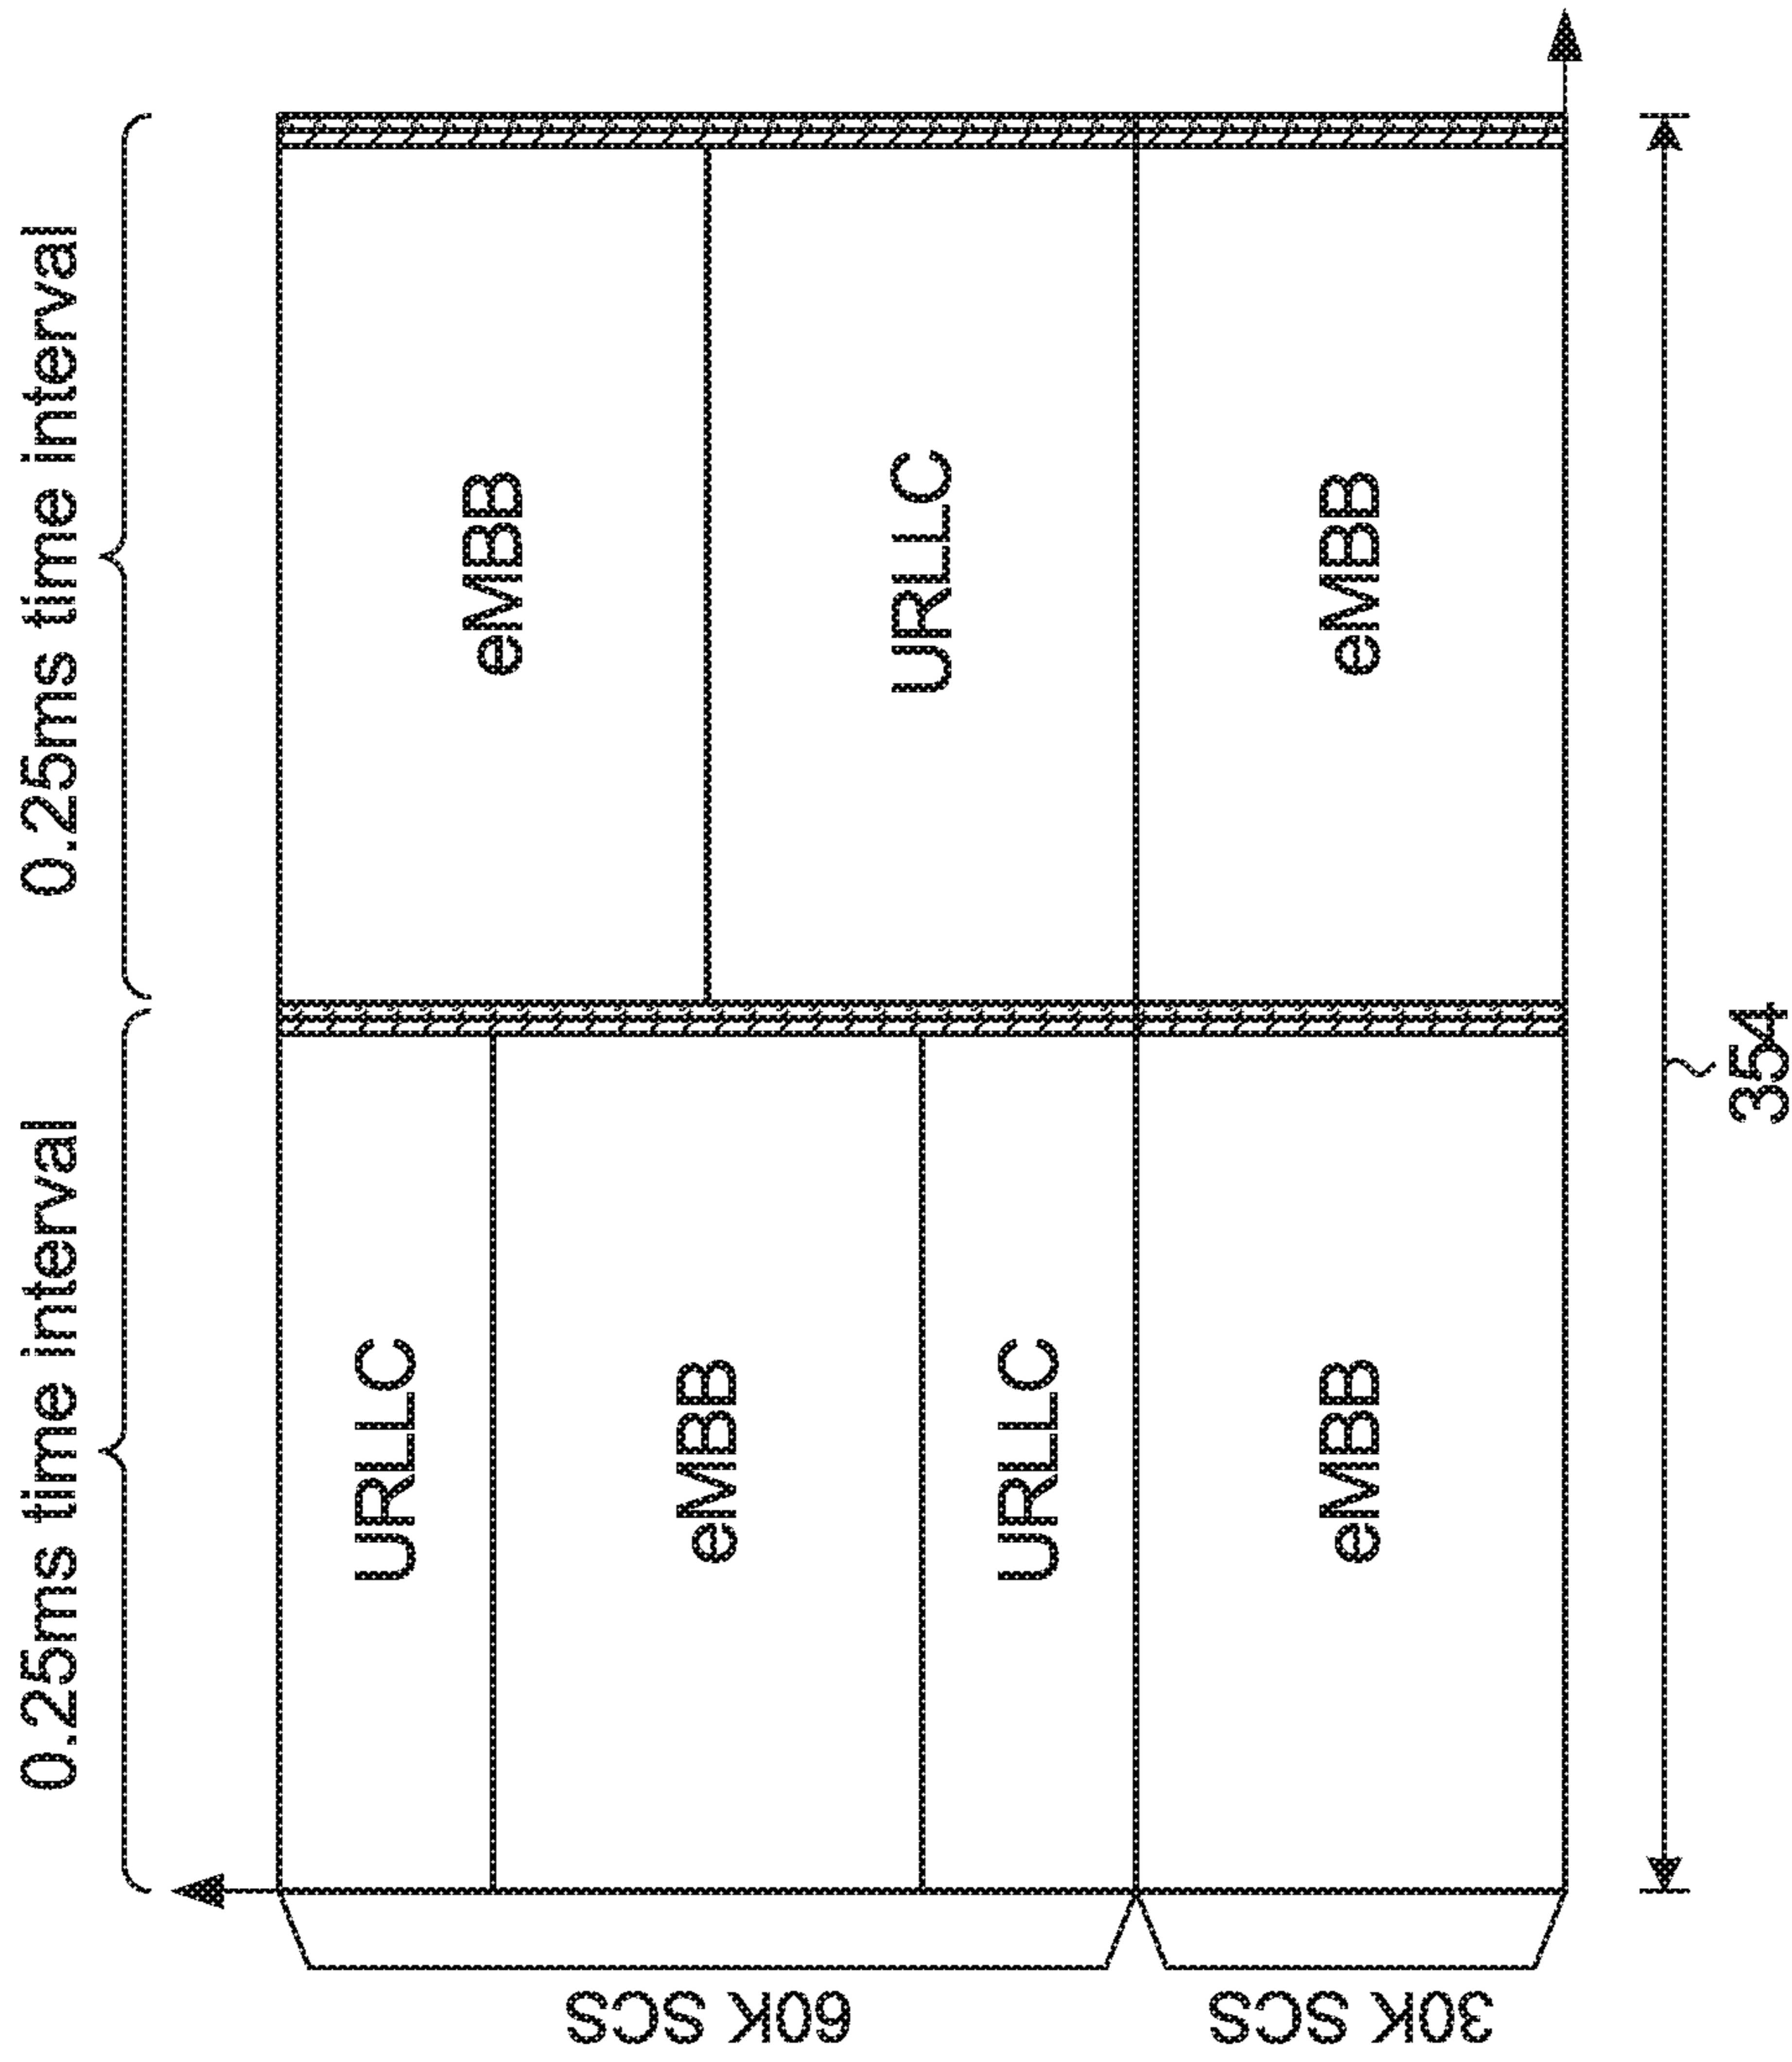 0.25ms time interval
0.25ms time interval
60K SCS
URLLC
eMBB
URLLC
eMBB
URLLC
30K SCS
eMBB
eMBB
354